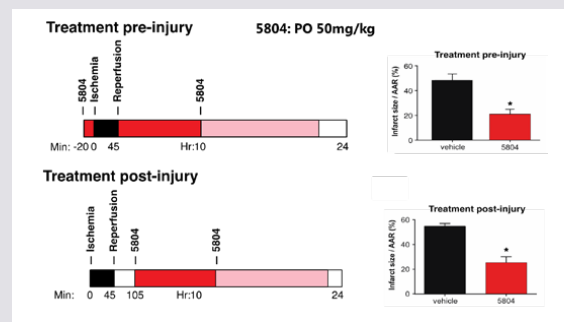 Treatment pre-injury
5804: PO 50mg/kg
5804
Ischemia
Reperfusion
5804
Min: -20 0 45 Hr:10 24
Treatment pre-injury
Infarct size / AAR (%)
60
40
20
0
*
vehicle 5804
Treatment post-injury
Ischemia
Reperfusion
5804
5804
Min: 0 45 105 Hr:10 24
Treatment post-injury
Infarct size / AAR (%)
60
40
20
0
*
vehicle 5804